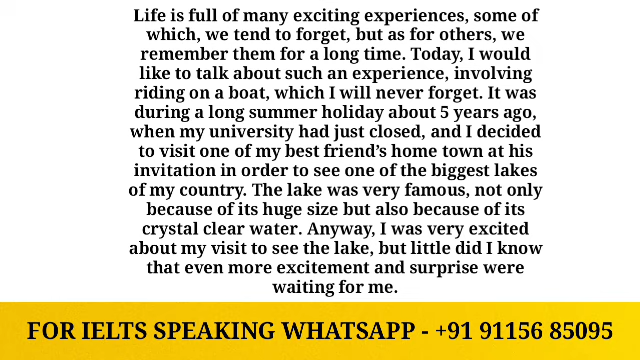 Life is full of many exciting experiences, some of
which, we tend to forget, but as for others, we
remember them for a long time. Today, I would
like to talk about such an experience, involving
riding on a boat, which I will never forget. It was
during a long summer holiday about 5 years ago,
when my university had just closed, and I decided
to visit one of my best friend’s home town at his
invitation in order to see one of the biggest lakes
of my country. The lake was very famous, not only
because of its huge size but also because of its
crystal clear water. Anyway, I was very excited
about my visit to see the lake, but little did I know
that even more excitement and surprise were
waiting for me.
FOR IELTS SPEAKING WHATSAPP - +91 91156 85095